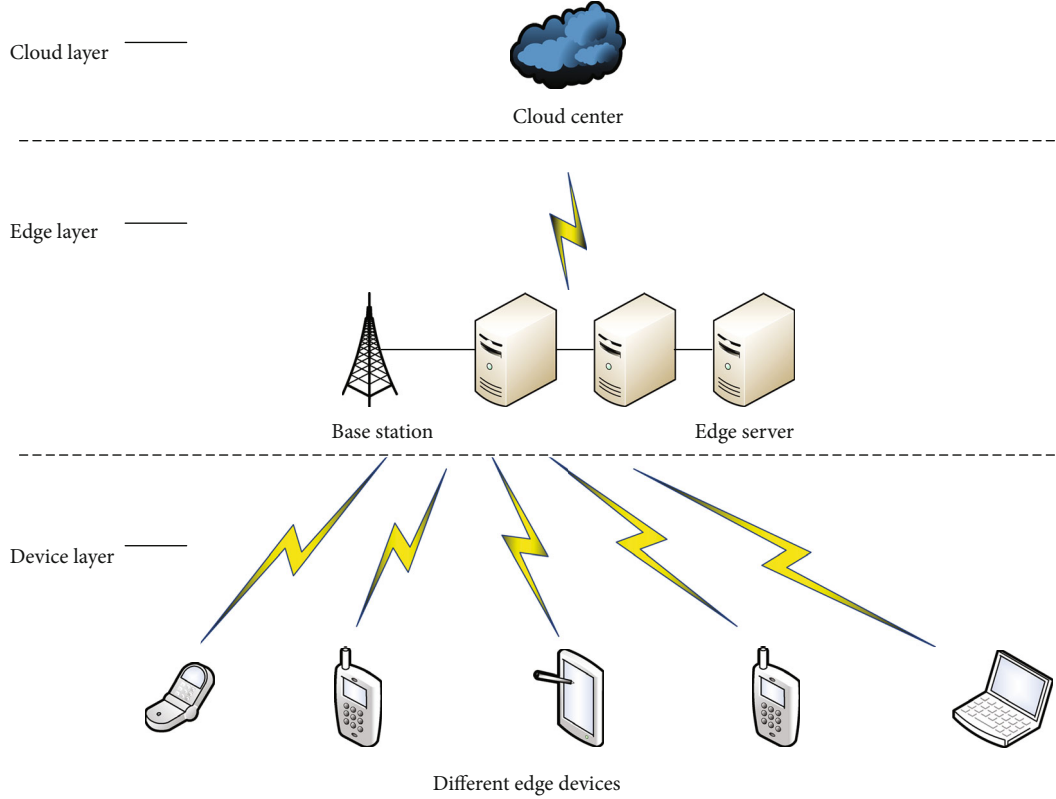 Cloud layer
Cloud center
Edge layer
Base station
Edge server
Device layer
Different edge devices